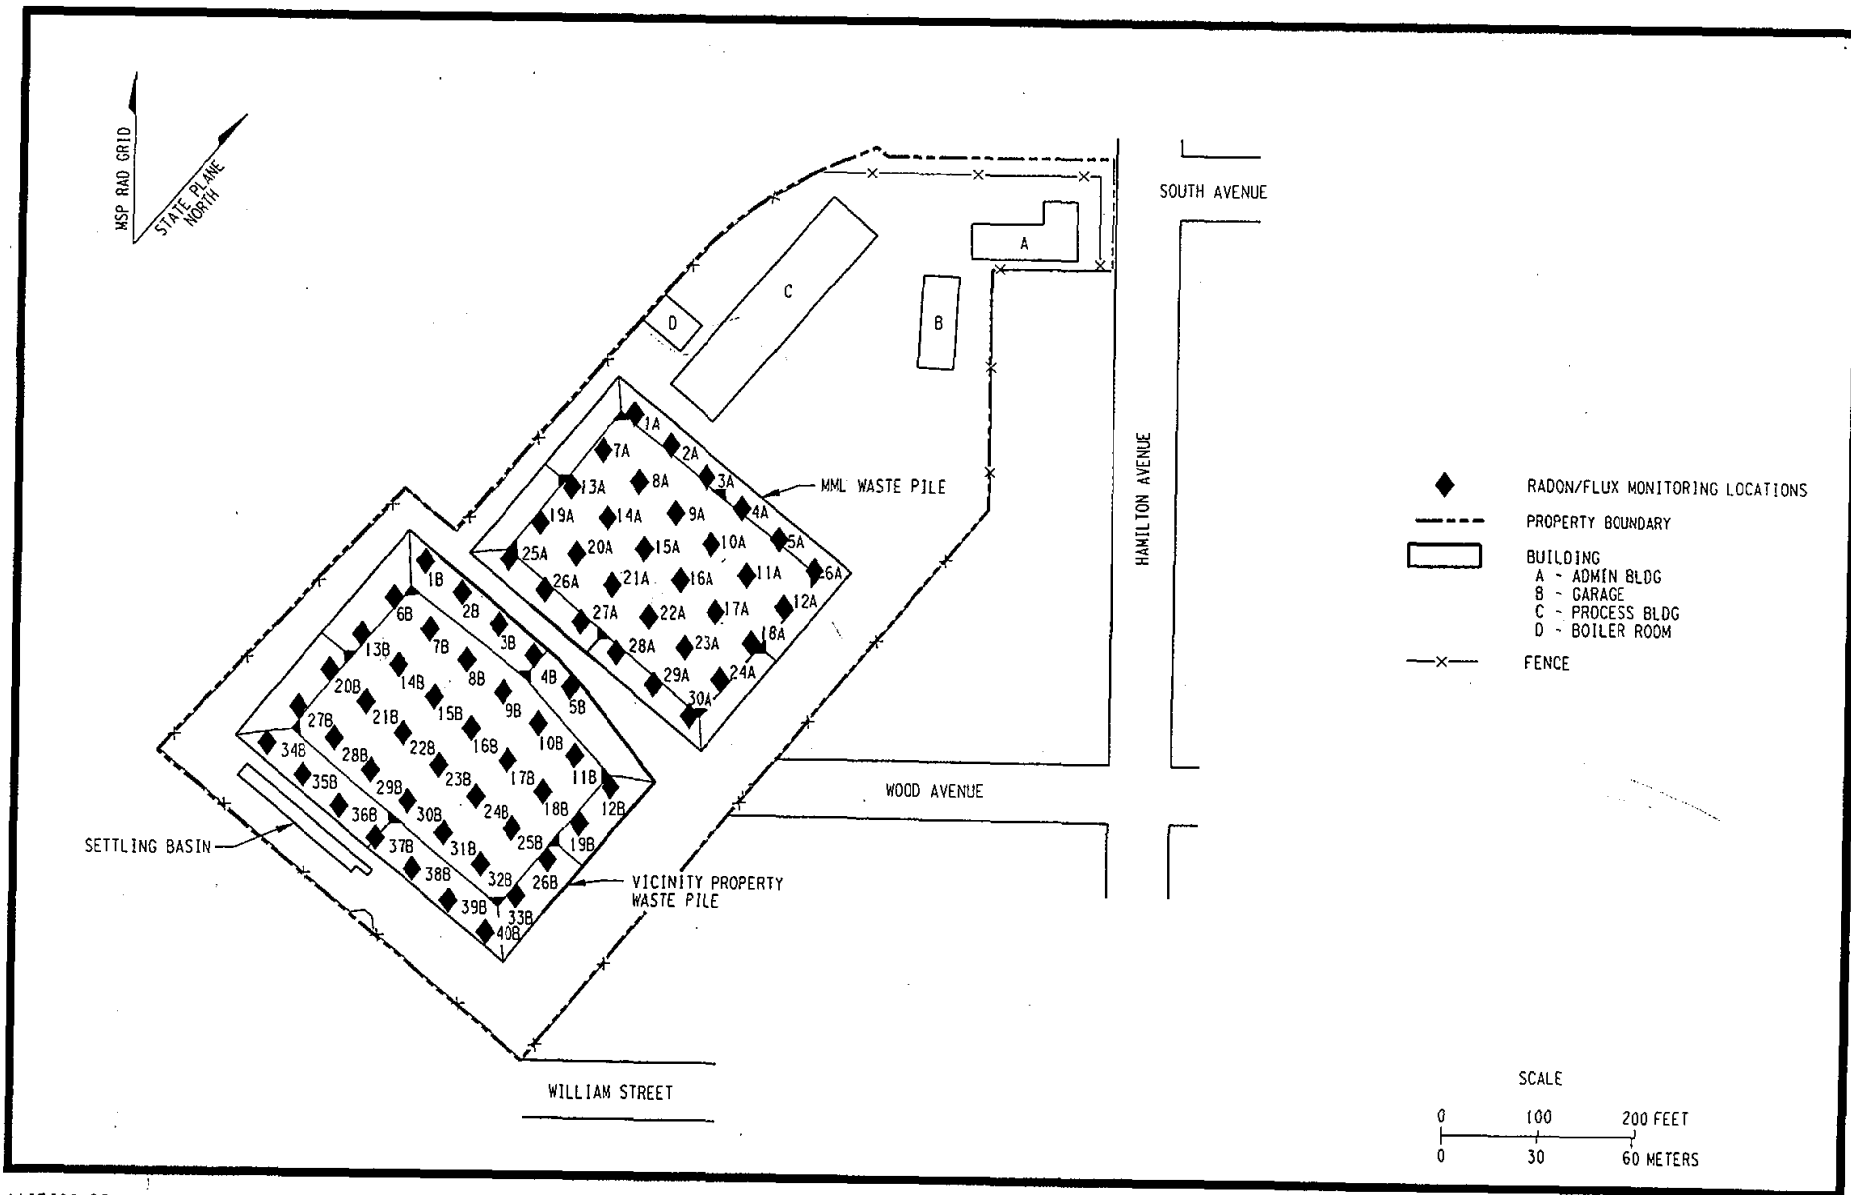 MSP RAD GRID
STATE PLANE
NORTH
SOUTH AVENUE
A
C
B
D
HAMILTON AVENUE
MML WASTE PILE
1A
2A
3A
4A
5A
6A
7A
8A
9A
10A
11A
12A
13A
14A
15A
16A
17A
18A
19A
20A
21A
22A
23A
24A
25A
26A
27A
28A
29A
30A
1B
2B
3B
4B
5B
6B
7B
8B
9B
10B
11B
12B
13B
14B
15B
16B
17B
18B
19B
20B
21B
22B
23B
24B
25B
26B
27B
28B
29B
30B
31B
32B
33B
34B
35B
36B
37B
38B
39B
40B
SETTLING BASIN
VICINITY PROPERTY
WASTE PILE
WOOD AVENUE
WILLIAM STREET
RADON/FLUX MONITORING LOCATIONS
PROPERTY BOUNDARY
BUILDING
A - ADMIN BLDG
B - GARAGE
C - PROCESS BLDG
D - BOILER ROOM
FENCE
SCALE
0 100 200 FEET
0 30 60 METERS